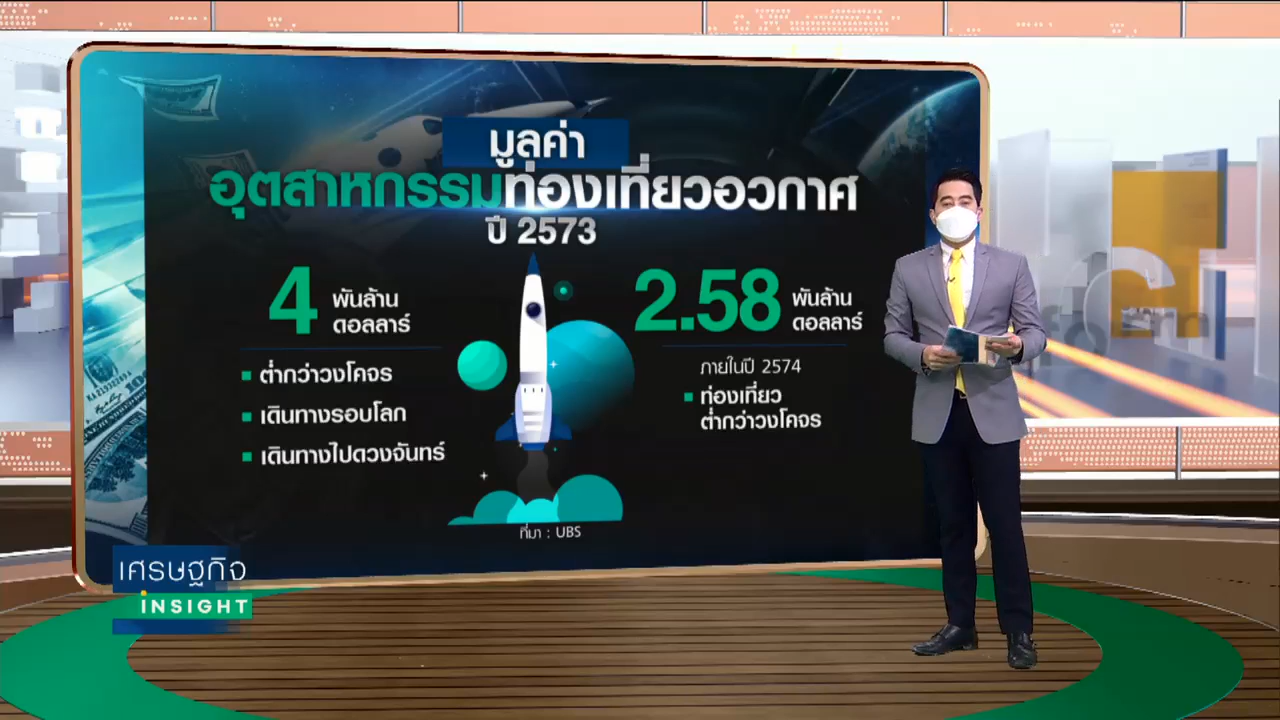 มูลค่า
อุตสาหกรรมท่องเที่ยวอวกาศ
ปี 2573
4 พันล้าน
ดอลลาร์
ต่ำกว่าวงโคจร
เดินทางรอบโลก
เดินทางไปดวงจันทร์
2.58 พันล้าน
ดอลลาร์
ภายในปี 2574
ท่องเที่ยว
ต่ำกว่าวงโคจร
ที่มา : UBS
เศรษฐกิจ
INSIGHT